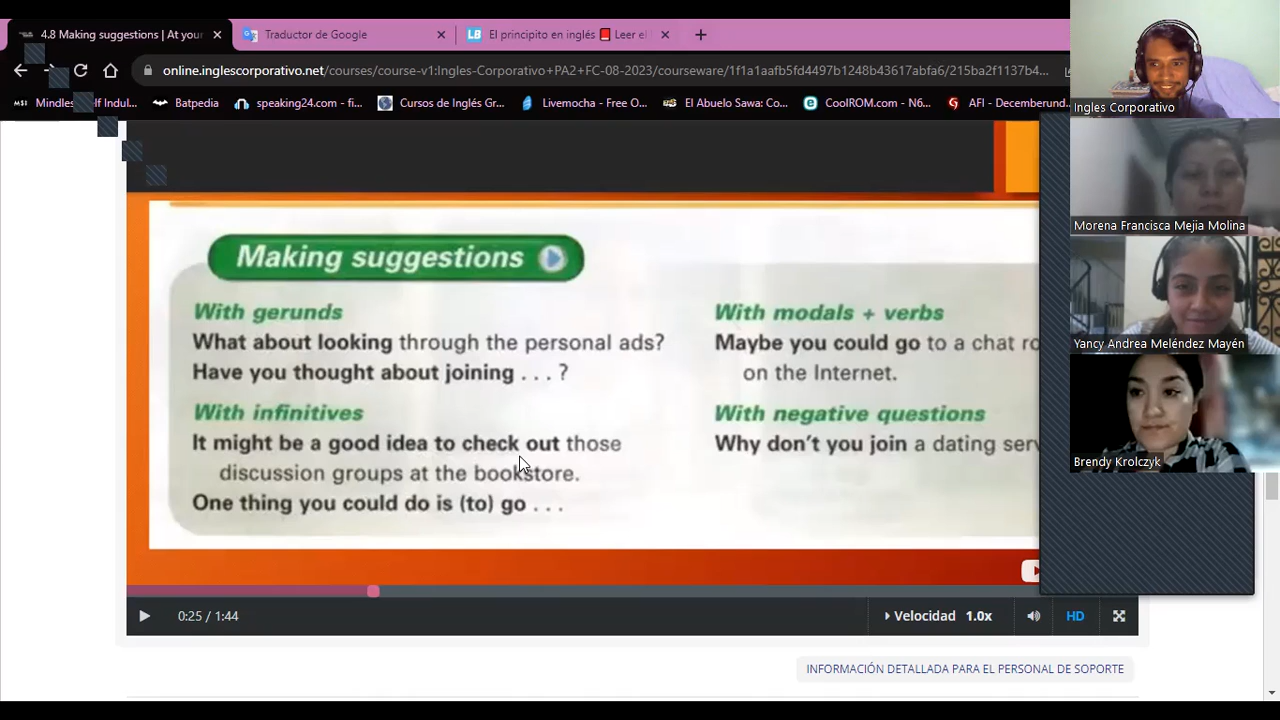 4.8 Making suggestions | At your
Traductor de Google
LB El principito en inglés Leer el
online.inglescorporativo.net/courses/course-v1:Ingles-Corporativo+PA2+FC-08-2023/courseware/1f1a1aafb5fd4497b1248b43617abfa6/215ba2f1137b4...
Mindless lf Indul...
Batpedia
speaking24.com - fi...
Cursos de Inglés Gr...
Livemocha - Free O...
El Abuelo Sawa: Co...
CoolROM.com - N6...
AFI - Decemberund...
Making suggestions
With gerunds
What about looking through the personal ads?
Have you thought about joining . . . ?
With infinitives
It might be a good idea to check out those
discussion groups at the bookstore.
One thing you could do is (to) go . . .
With modals + verbs
Maybe you could go to a chat ro
on the Internet.
With negative questions
Why don't you join a dating serv
0:25 / 1:44
Velocidad 1.0x
HD
INFORMACIÓN DETALLADA PARA EL PERSONAL DE SOPORTE
Ingles Corporativo
Morena Francisca Mejia Molina
Yancy Andrea Meléndez Mayén
Brendy Krolczyk